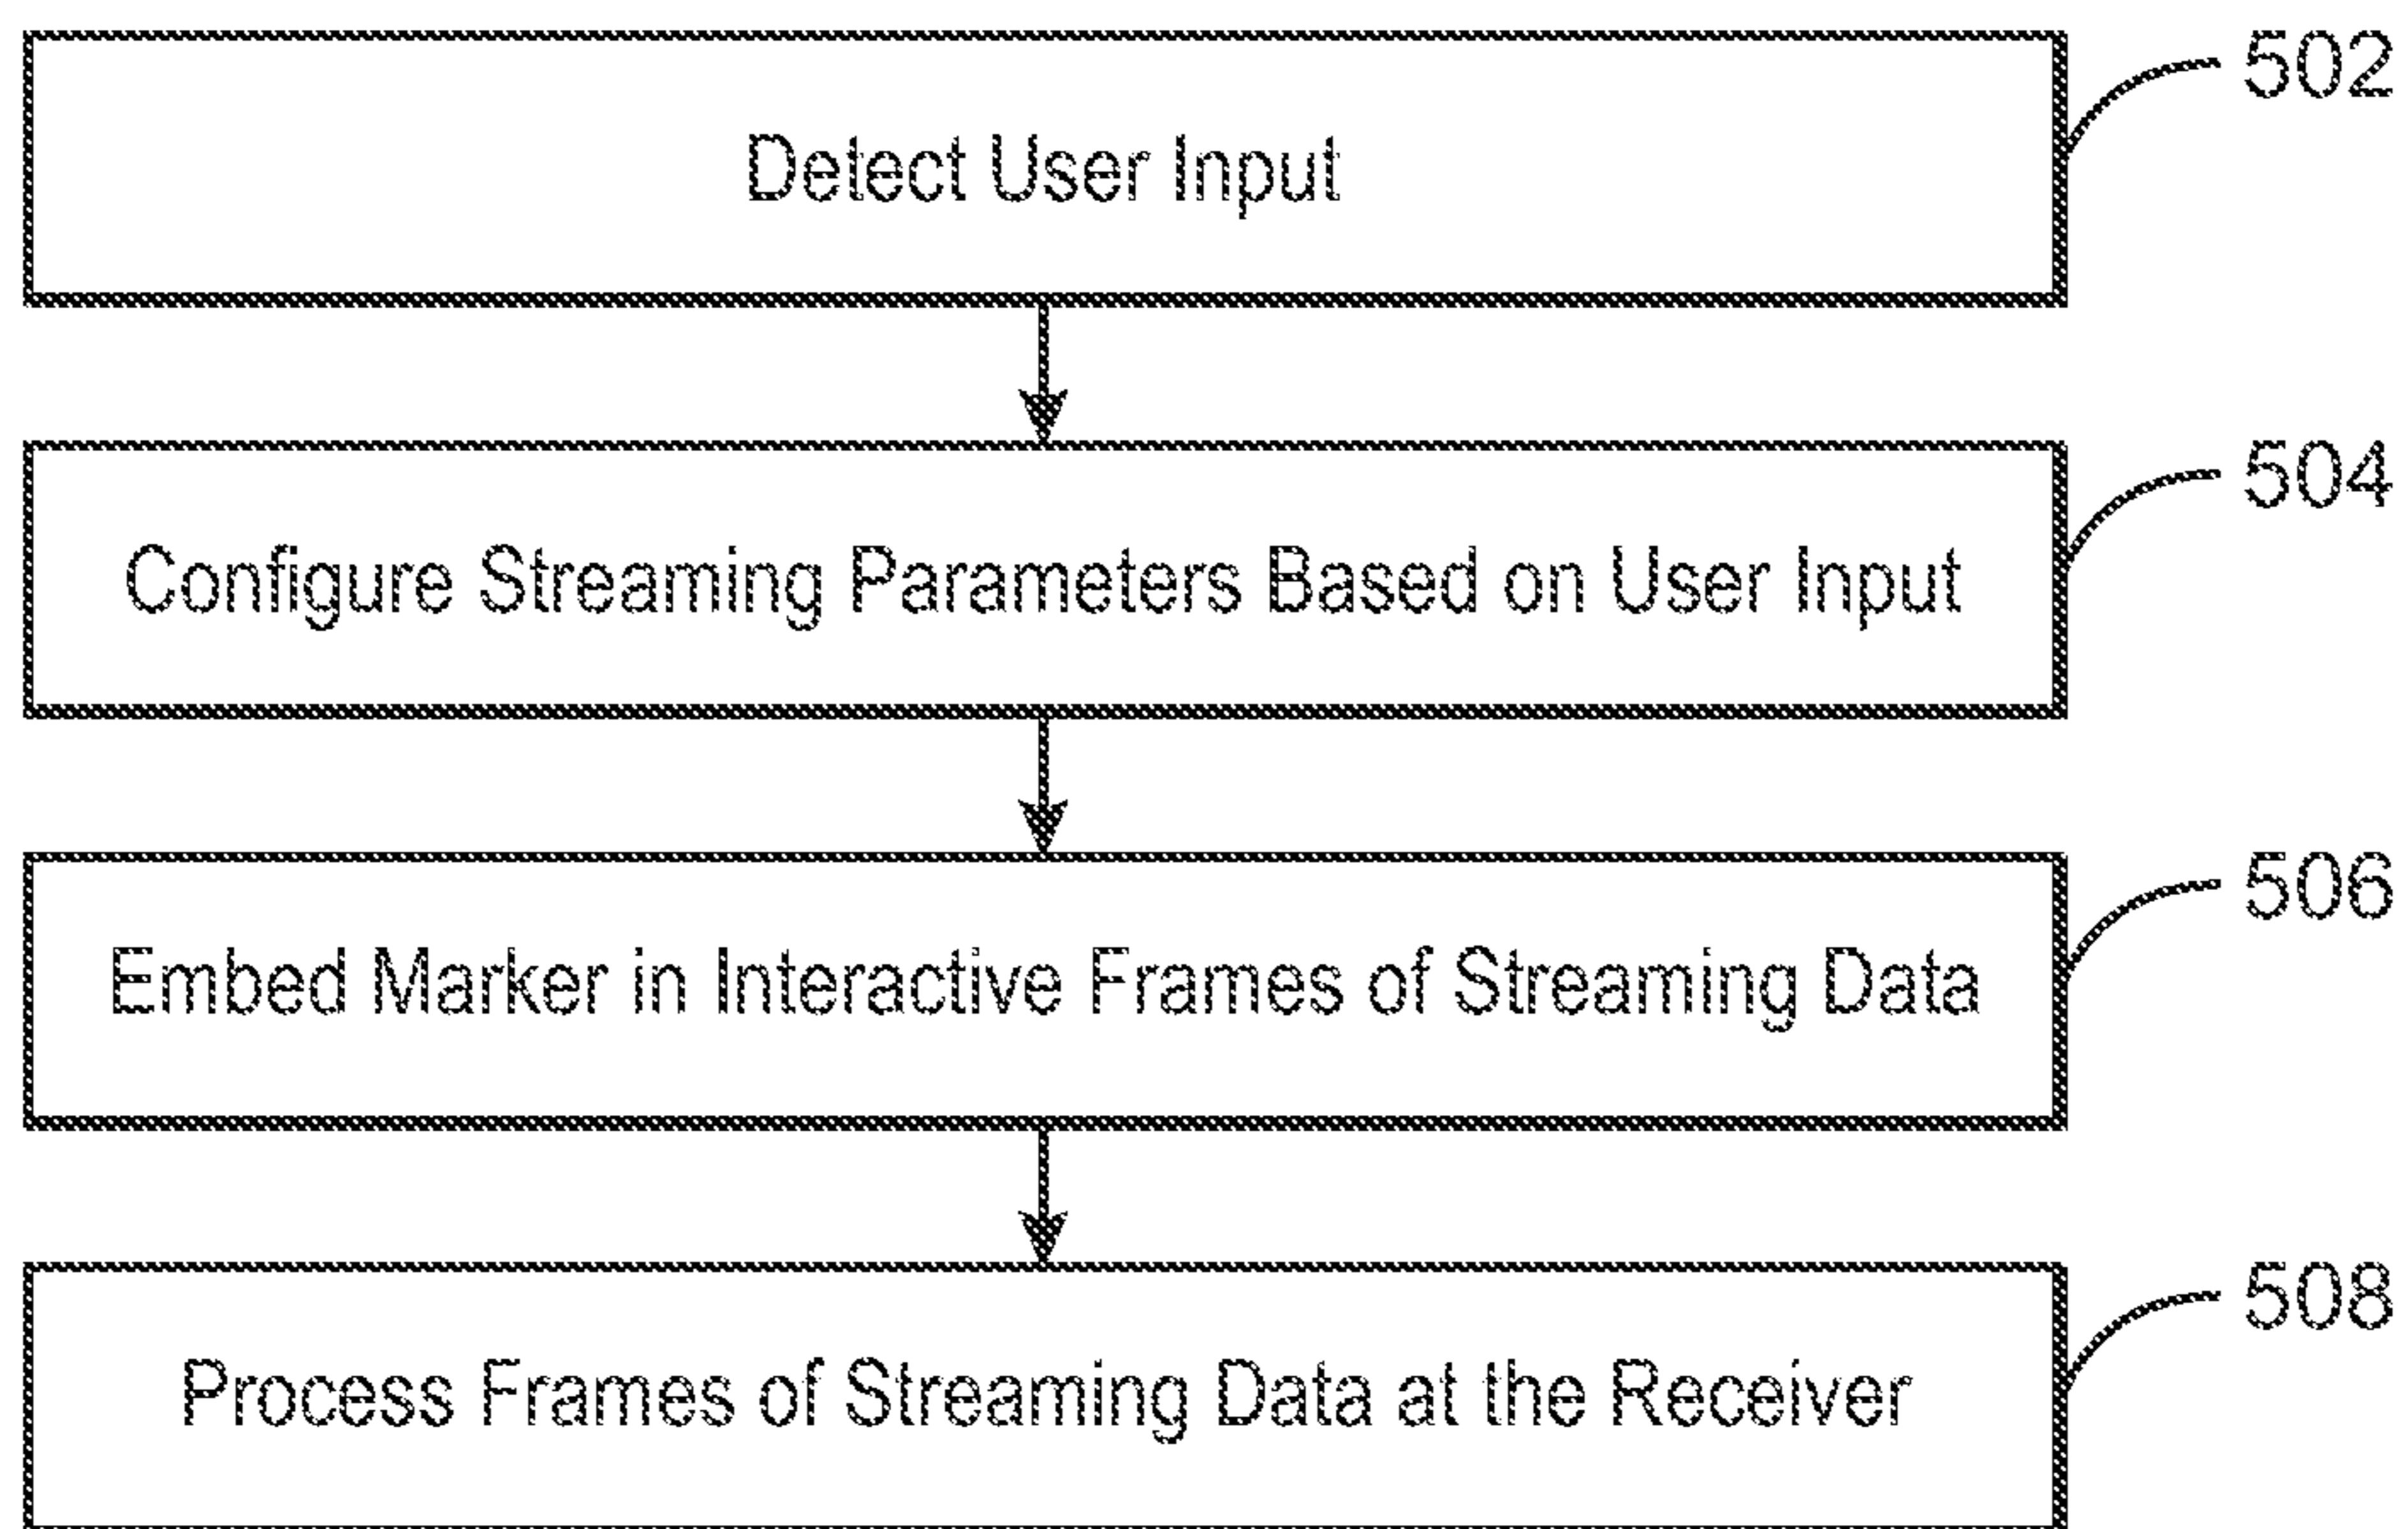 502
Detect User Input
504
Configure Streaming Parameters Based on User Input
506
Embed Marker in Interactive Frames of Streaming Data
508
Process Frames of Streaming Data at the Receiver